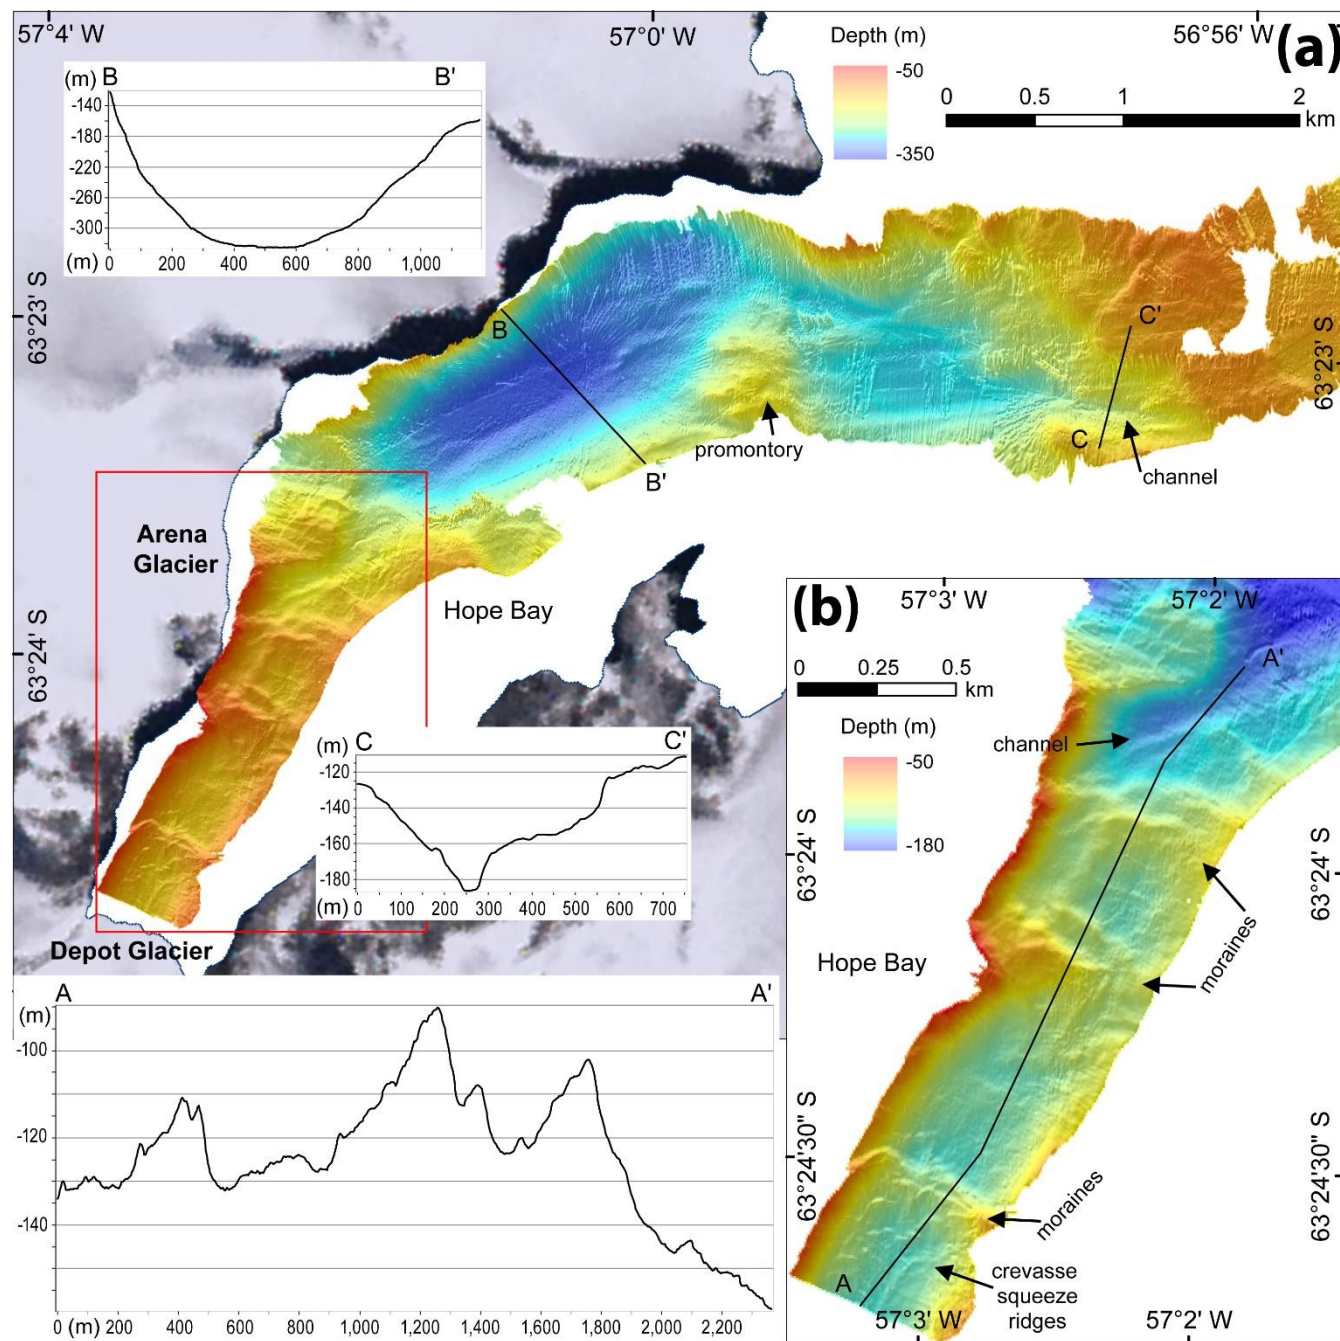 57°4' W
57°0' W
56°56' W
(a)
Depth (m)
-50
-350
0 0.5 1 2
km
(m) B B'
-140
-180
-220
-260
-300
(m) 0 200 400 600 800 1,000
63°23' S
63°23' S
B
B'
C'
C
promontory
channel
Arena
Glacier
Hope Bay
63°24' S
Depot Glacier
(m) C C'
-120
-140
-160
-180
(m) 0 100 200 300 400 500 600 700
A A'
(m)
-100
-120
-140
0 (m) 200 400 600 800 1,000 1,200 1,400 1,600 1,800 2,000 2,200
(b)
57°3' W
57°2' W
0 0.25 0.5
km
Depth (m)
-50
-180
A'
channel
63°24' S
63°24' S
moraines
Hope Bay
63°24'30" S
63°24'30" S
moraines
A
crevasse
squeeze
ridges
57°3' W
57°2' W